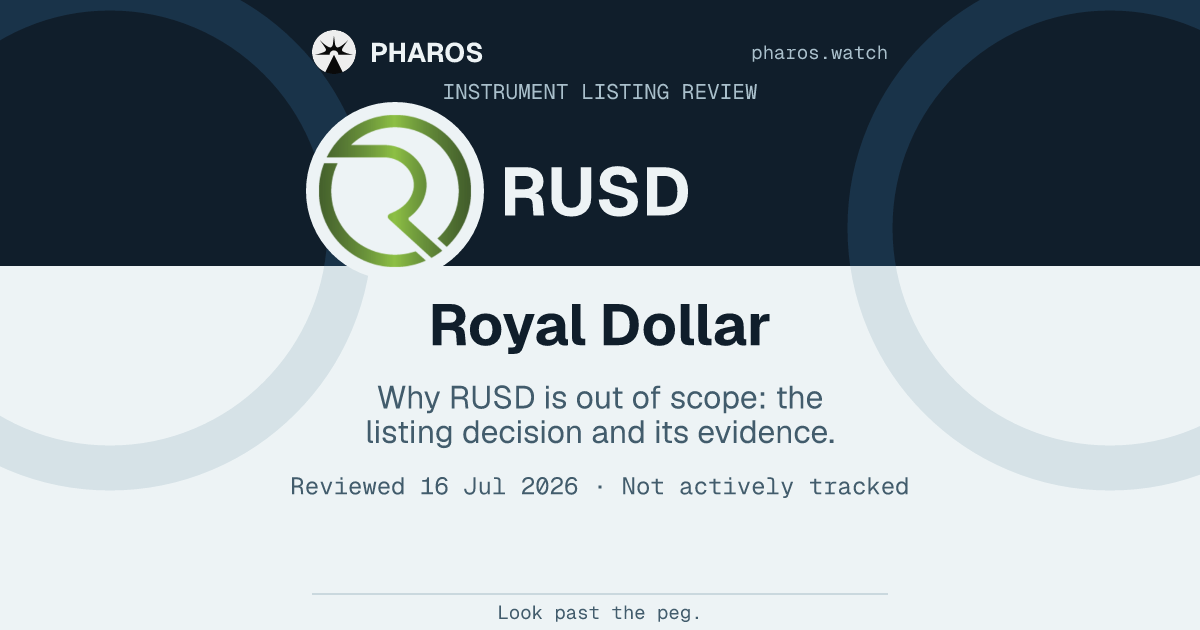 PHAROS
pharos.watch
INSTRUMENT LISTING REVIEW
RUSD
Royal Dollar
Why RUSD is out of scope: the
listing decision and its evidence.
Reviewed 16 Jul 2026 · Not actively tracked
Look past the peg.